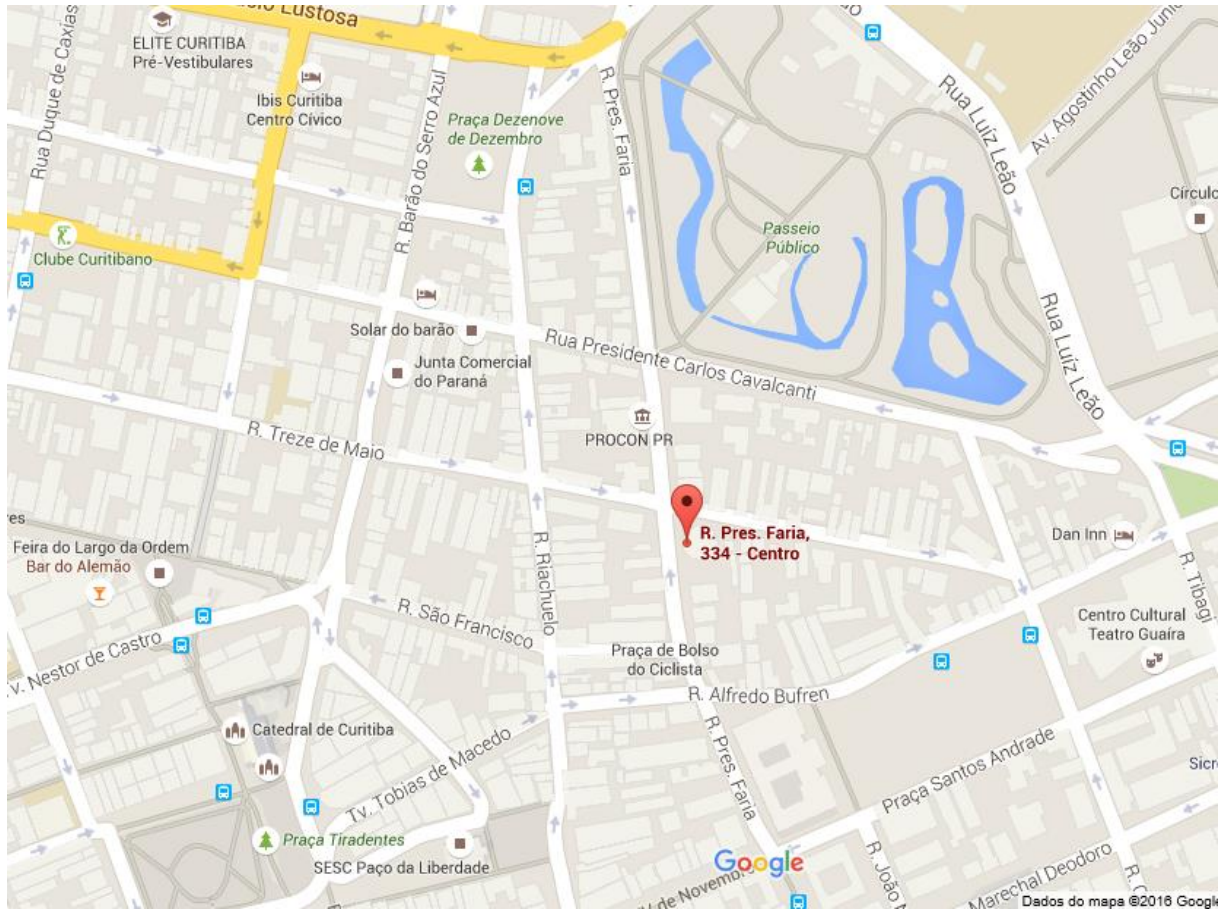 ELITE CURITIBA
Pré-Vestibulares
Lustosa
Rua Duque de Caxias
Ibis Curitiba
Centro Cívico
R. Barão do Serro Azul
Praça Dezenove
de Dezembro
R. Pres. Faria
Rua Luiz Leão
Av. Agostinho Leão Junior
Círculo
Clube Curitibano
Passeio
Público
Solar do barão
Junta Comercial
do Paraná
Rua Presidente Carlos Cavalcanti
Rua Luiz Leão
PROCON PR
R. Treze de Maio
R. Pres. Faria,
334 - Centro
Dan Inn
Feira do Largo da Ordem
Bar do Alemão
R. Riachuelo
R. São Francisco
R. Tibagi
Centro Cultural
Teatro Guaíra
Tv. Nestor de Castro
Praça de Bolso
do Ciclista
R. Alfredo Bufren
Catedral de Curitiba
Tv. Tobias de Macedo
R. Pres. Faria
Praça Santos Andrade
Praça Tiradentes
SESC Paço da Liberdade
Google
V de Novembro
R. João N
Marechal Deodoro
Dados do mapa ©2016 Google